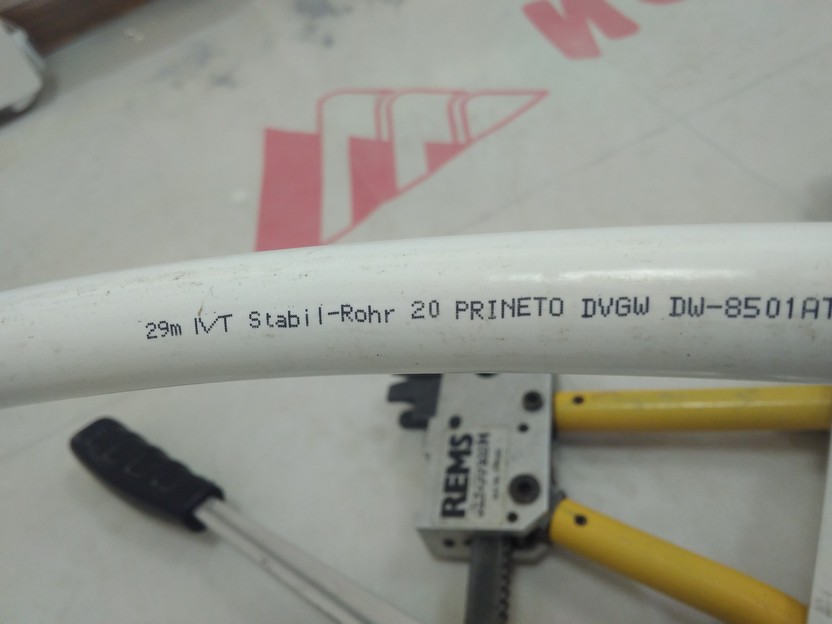 29m IVT Stabil-Rohr 20 PRINETO DVGW DW-8501AT
REMS